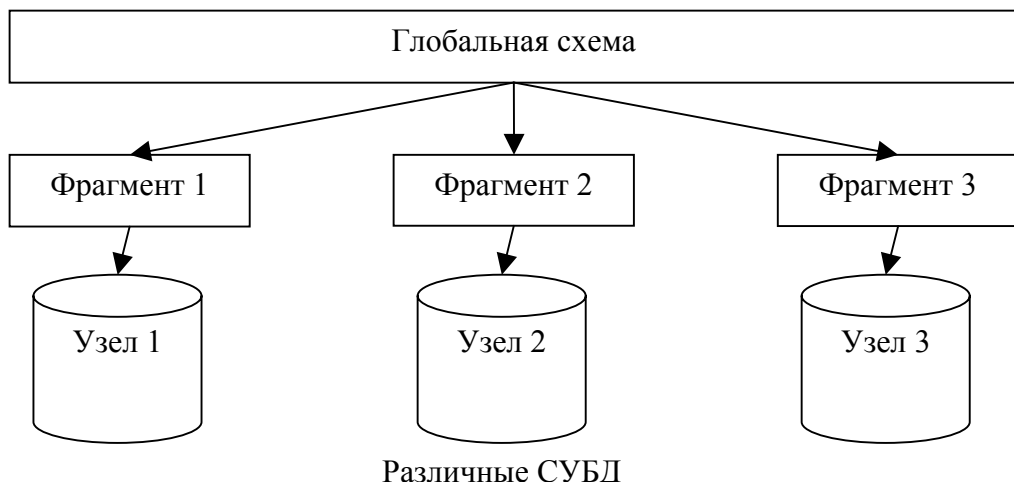 Глобальная схема
Фрагмент 1
Фрагмент 2
Фрагмент 3
Узел 1
Узел 2
Узел 3
Различные СУБД